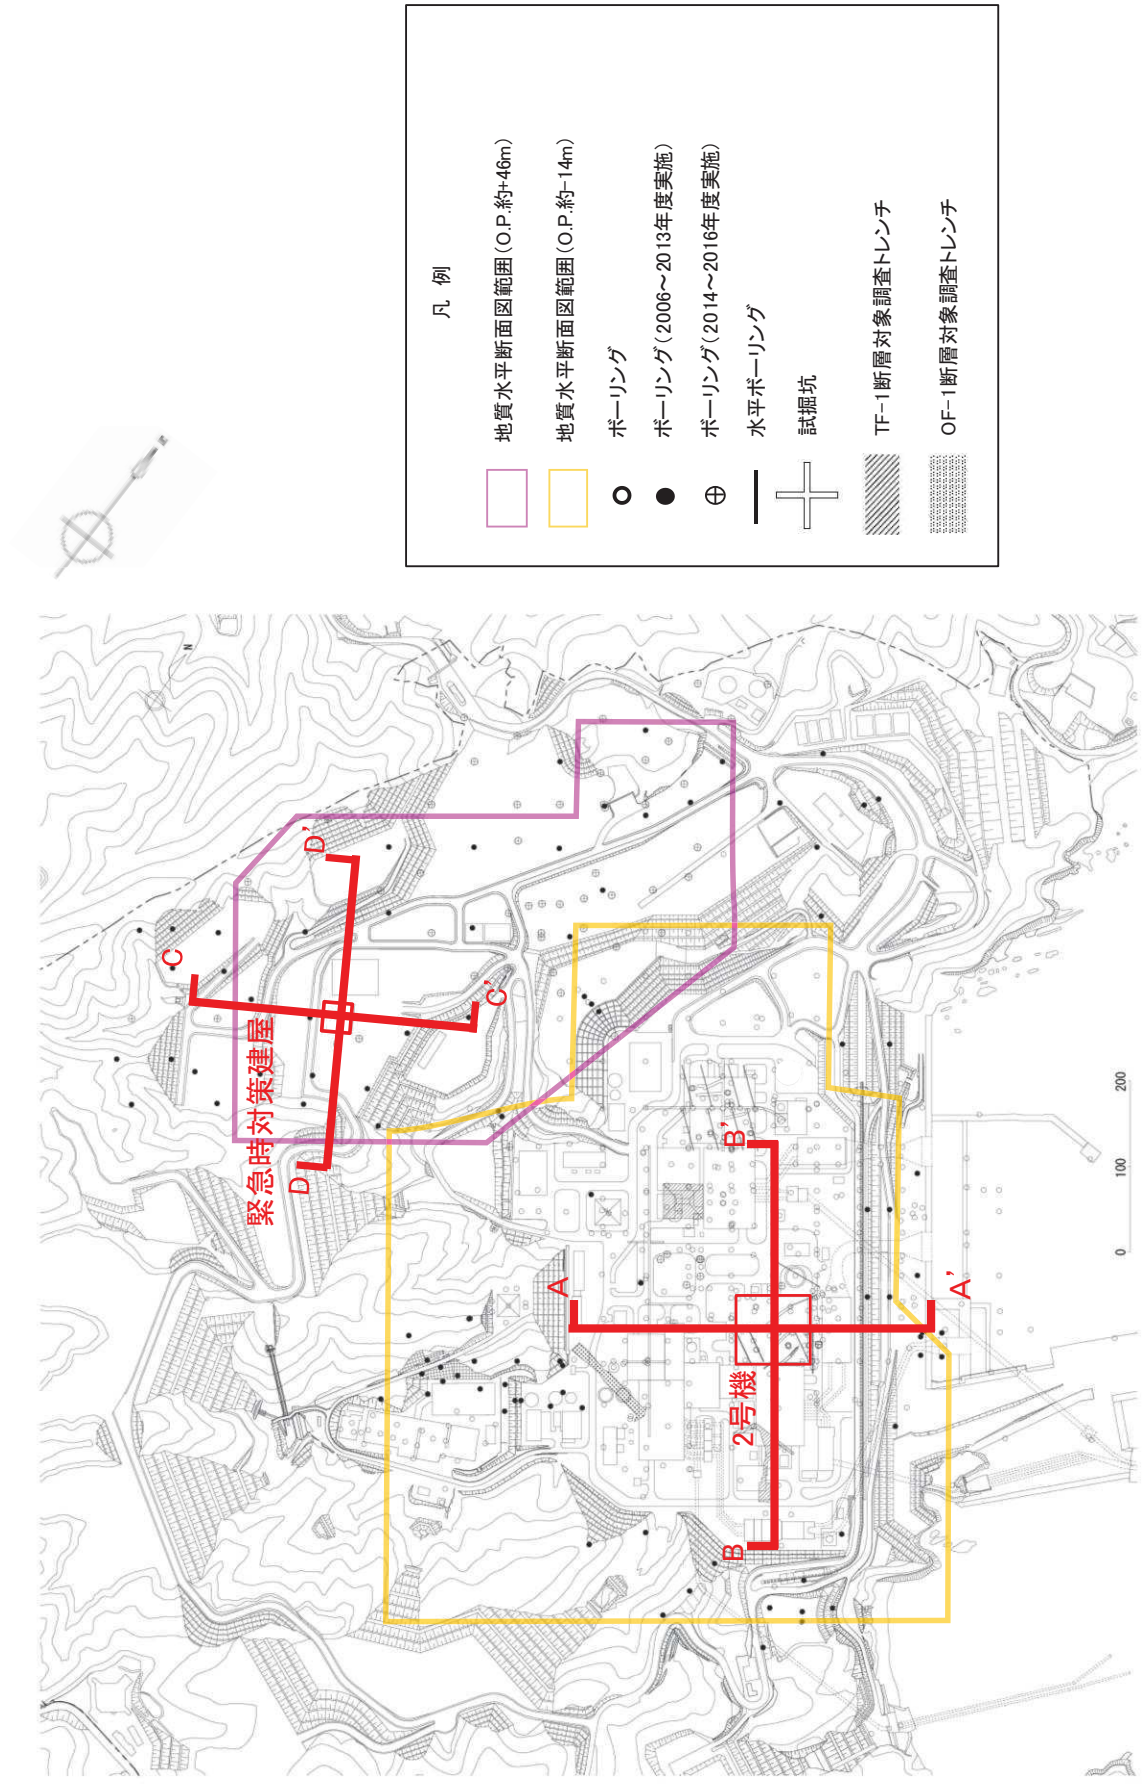 凡 例
地質水平断面図範囲(O.P.約+46m)
地質水平断面図範囲(O.P.約-14m)
ボーリング
ボーリング(2006~2013年度実施)
ボーリング(2014~2016年度実施)
水平ボーリング
試掘坑
TF-1断層対象調査トレンチ
OF-1断層対象調査トレンチ
N
N
C
C'
D
D'
緊急時対策建屋
A
A'
B
B'
2号機
0
100
200